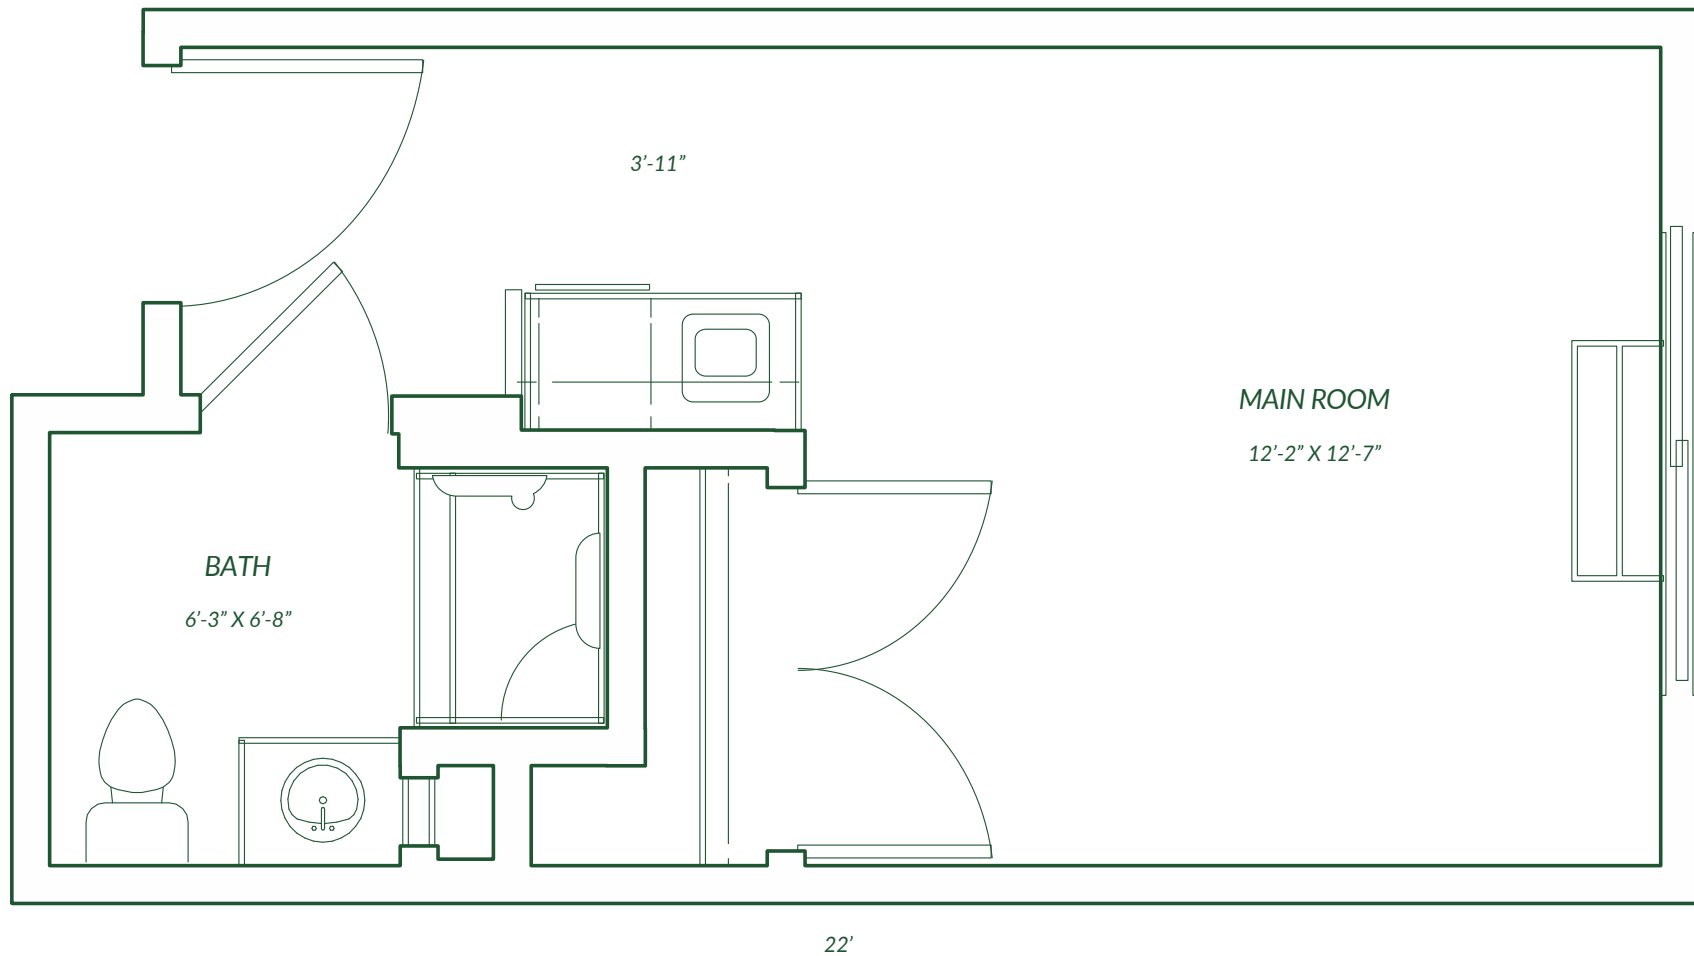 3’-11”
MAIN ROOM
12’-2” X 12’-7”
BATH
6’-3” X 6’-8”
22’